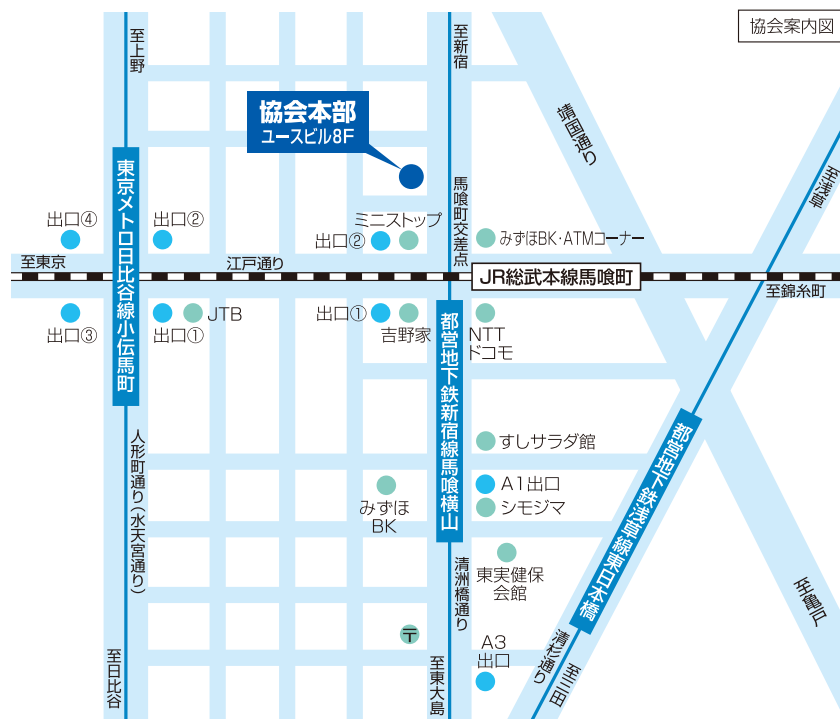 協会案内図
至上野
至新宿
協会本部
ユースビル8F
靖国通り
至浅草
東京メトロ日比谷線小伝馬町
馬喰町交差点
出口④
出口②
ミニストップ
出口②
みずほBK・ATMコーナー
至東京
江戸通り
JR総武本線馬喰町
至錦糸町
出口③
出口①
JTB
出口①
吉野家
NTT
ドコモ
都営地下鉄新宿線馬喰横山
都営地下鉄浅草線東日本橋
人形町通り(水天宮通り)
すしサラダ館
A1出口
シモジマ
みずほ
BK
東実健保
会館
清洲橋通り
〒
A3
出口
清杉通り
至三田
至亀戸
至日比谷
至東大島